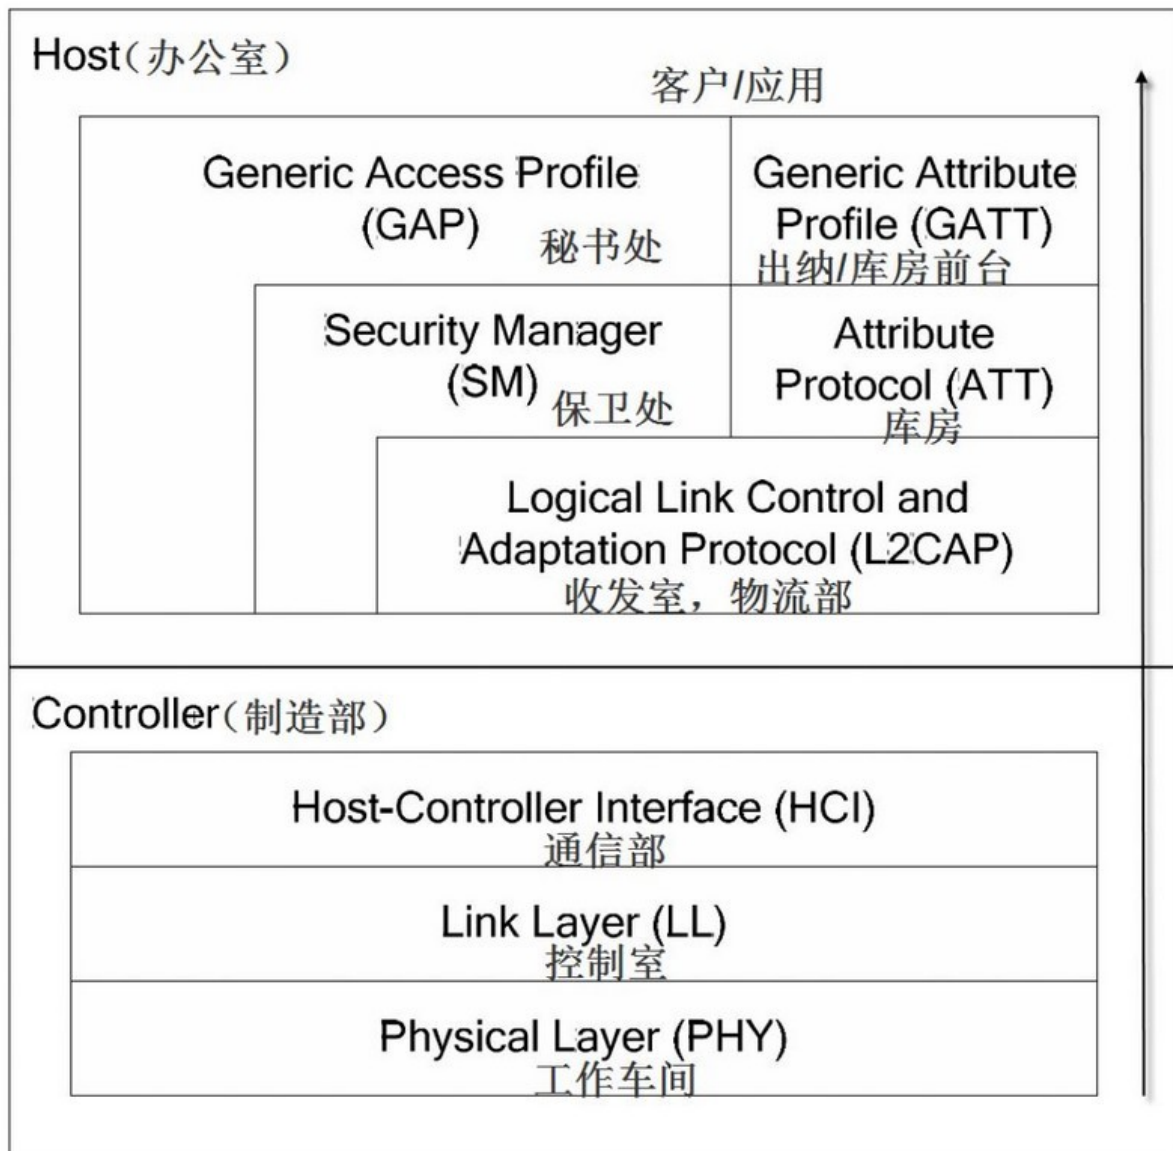 Host（办公室）
客户/应用
Generic Access Profile
(GAP)
秘书处
Generic Attribute
Profile (GATT)
出纳/库房前台
Security Manager
(SM)
保卫处
Attribute
Protocol (ATT)
库房
Logical Link Control and
Adaptation Protocol (L2CAP)
收发室，物流部
Controller（制造部）
Host-Controller Interface (HCI)
通信部
Link Layer (LL)
控制室
Physical Layer (PHY)
工作车间